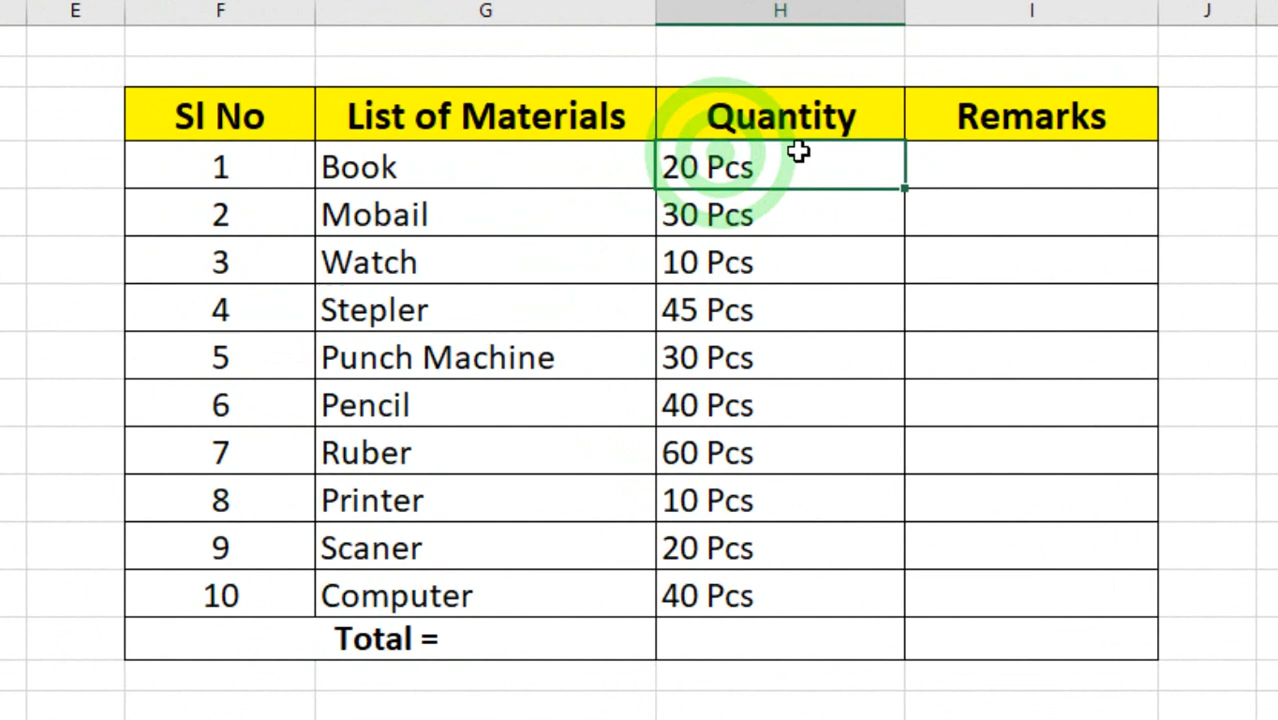 E F G H I J
Sl No List of Materials Quantity Remarks
1 Book 20 Pcs
2 Mobail 30 Pcs
3 Watch 10 Pcs
4 Stepler 45 Pcs
5 Punch Machine 30 Pcs
6 Pencil 40 Pcs
7 Ruber 60 Pcs
8 Printer 10 Pcs
9 Scaner 20 Pcs
10 Computer 40 Pcs
Total =